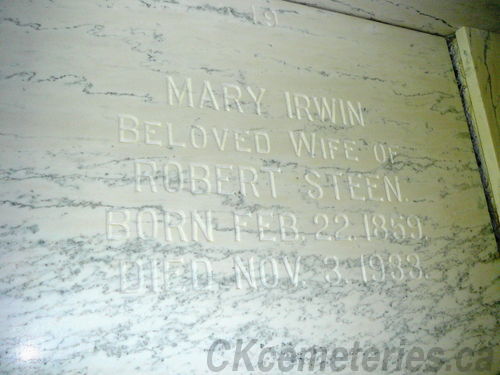 19
MARY IRWIN
BELOVED WIFE OF
ROBERT STEEN.
BORN FEB. 22. 1859.
DIED NOV. 3. 1933.
CKcemeteries.ca